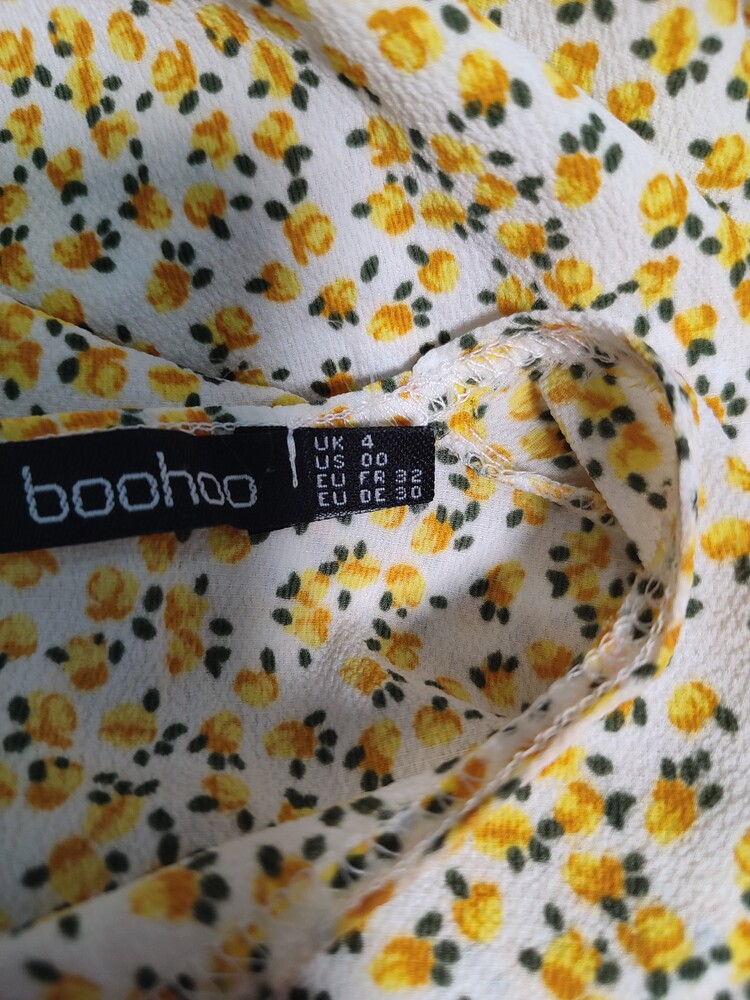 boohoo
UK 4
US 00
EU FR 32
EU DE 30